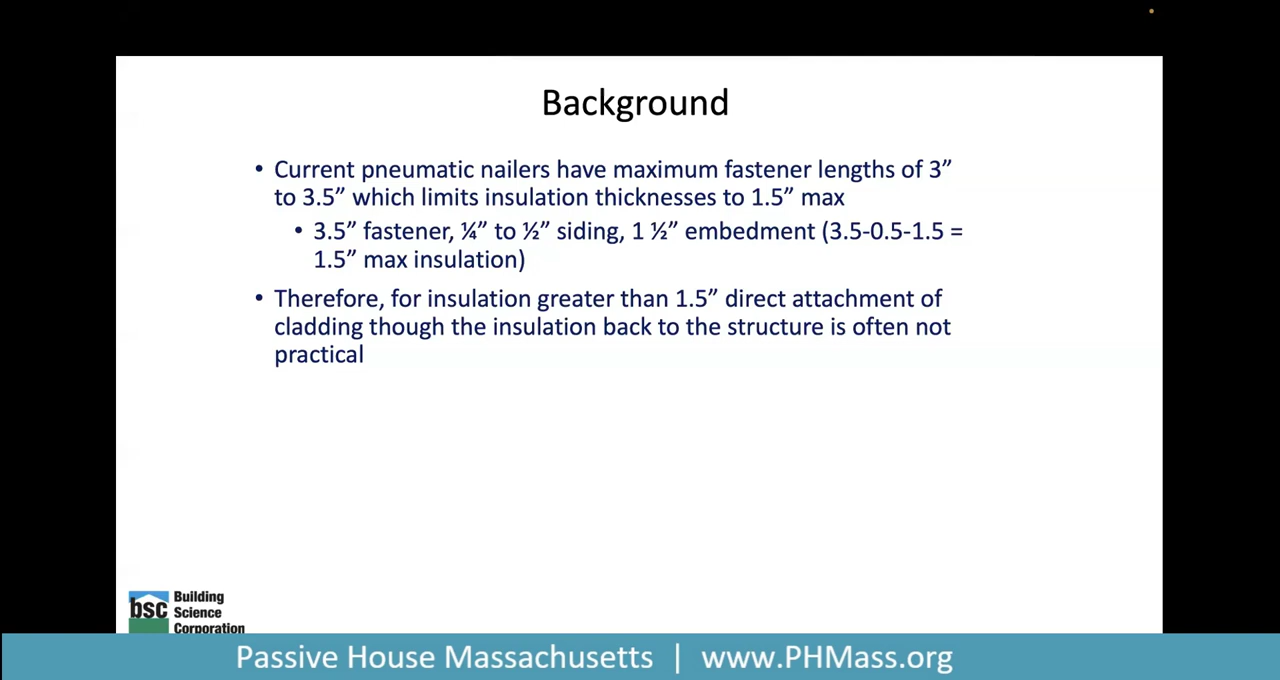 Background
• Current pneumatic nailers have maximum fastener lengths of 3”
to 3.5” which limits insulation thicknesses to 1.5” max
• 3.5” fastener, ¼” to ½” siding, 1 ½” embedment (3.5-0.5-1.5 =
1.5” max insulation)
• Therefore, for insulation greater than 1.5” direct attachment of
cladding though the insulation back to the structure is often not
practical
bsc
Building
Science
Corporation
Passive House Massachusetts | www.PHMass.org